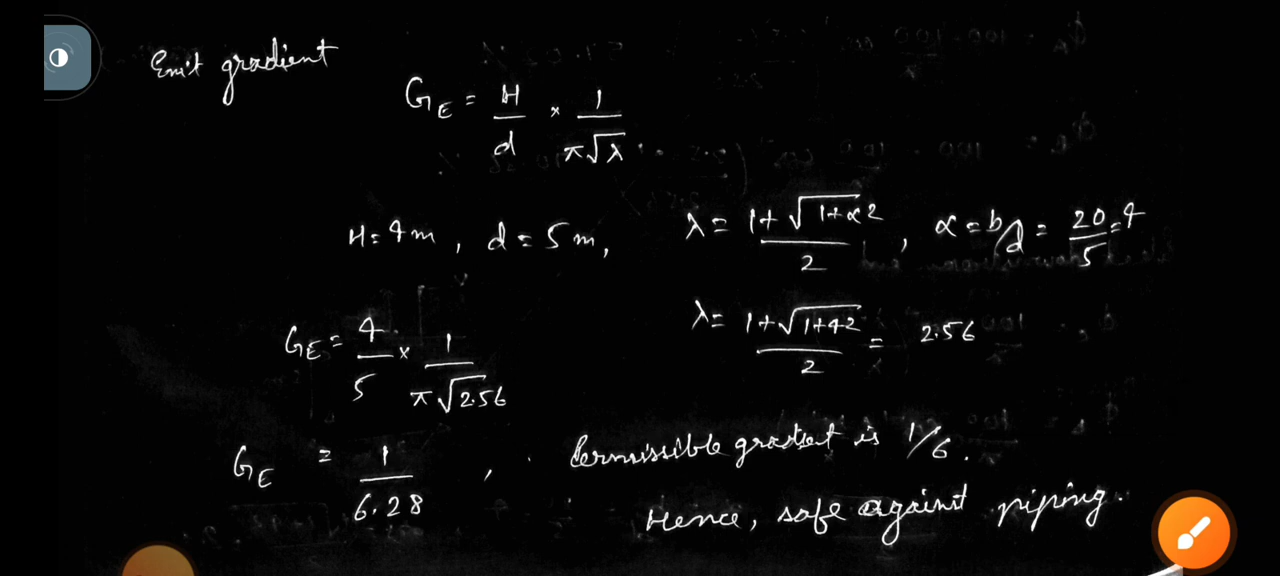 Exit gradient
G_E = H/d × 1/π√λ
H=4m, d=5m, λ= 1+√1+α2/2, α=b/d = 20/5=4
λ= 1+√1+42/2 = 2.56
G_E = 4/5 × 1/π√2.56
G_E = 1/6.28, Permissible gradient is 1/6.
Hence, safe against piping.